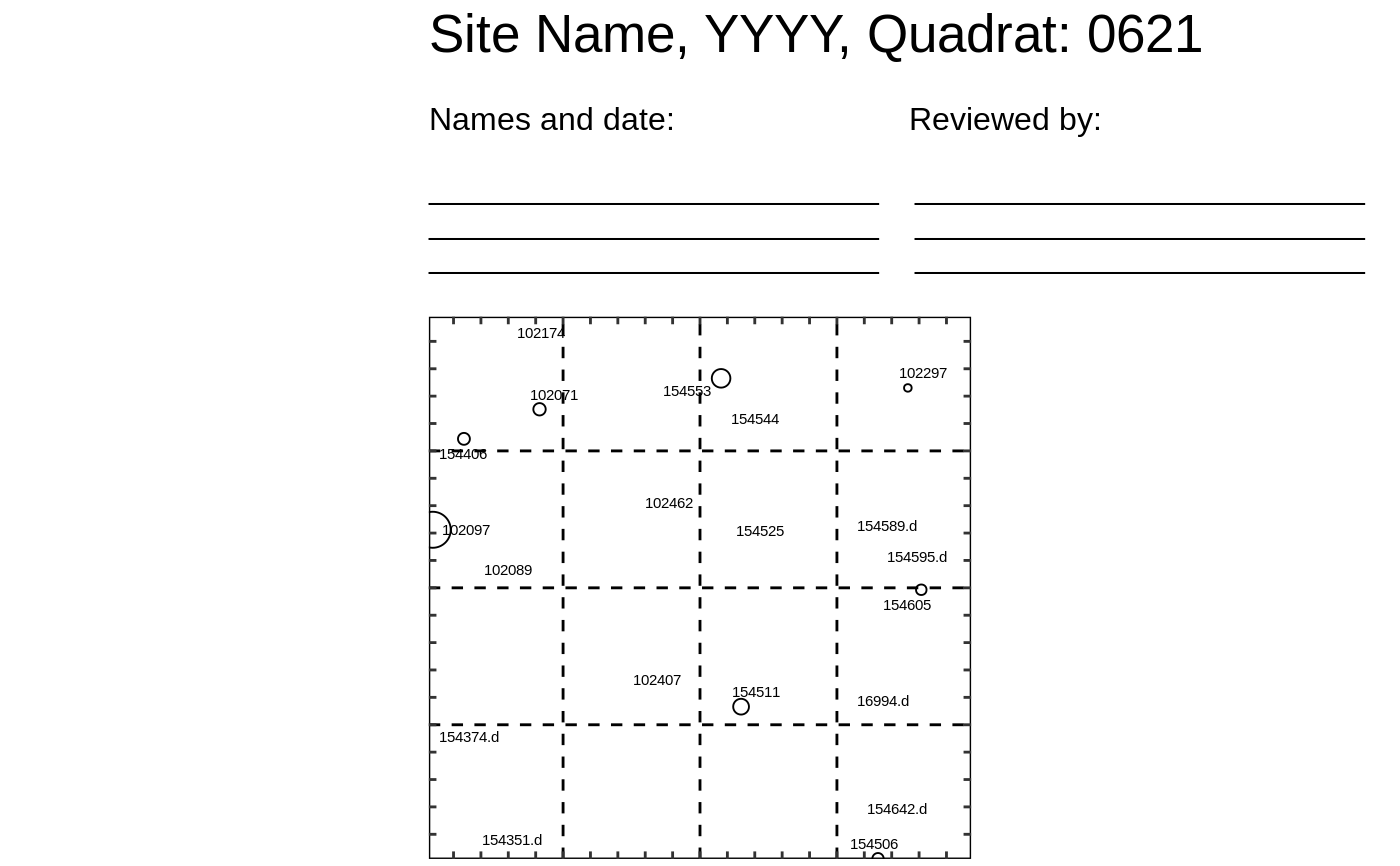 Site Name, YYYY, Quadrat: 0621
Names and date:
Reviewed by:
102174
102297
154553
102071
154544
154406
102462
154589.d
102097
154525
154595.d
102089
154605
102407
154511
16994.d
154374.d
154642.d
154351.d
154506